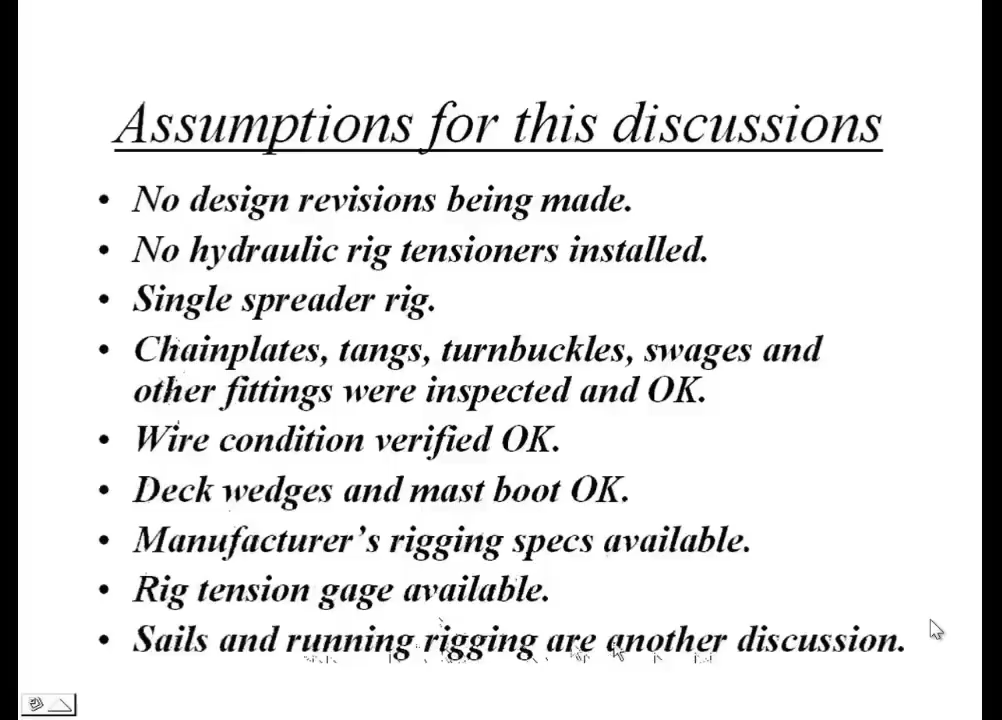 Assumptions for this discussions
• No design revisions being made.
• No hydraulic rig tensioners installed.
• Single spreader rig.
• Chainplates, tangs, turnbuckles, swages and
other fittings were inspected and OK.
• Wire condition verified OK.
• Deck wedges and mast boot OK.
• Manufacturer’s rigging specs available.
• Rig tension gage available.
• Sails and running rigging are another discussion.